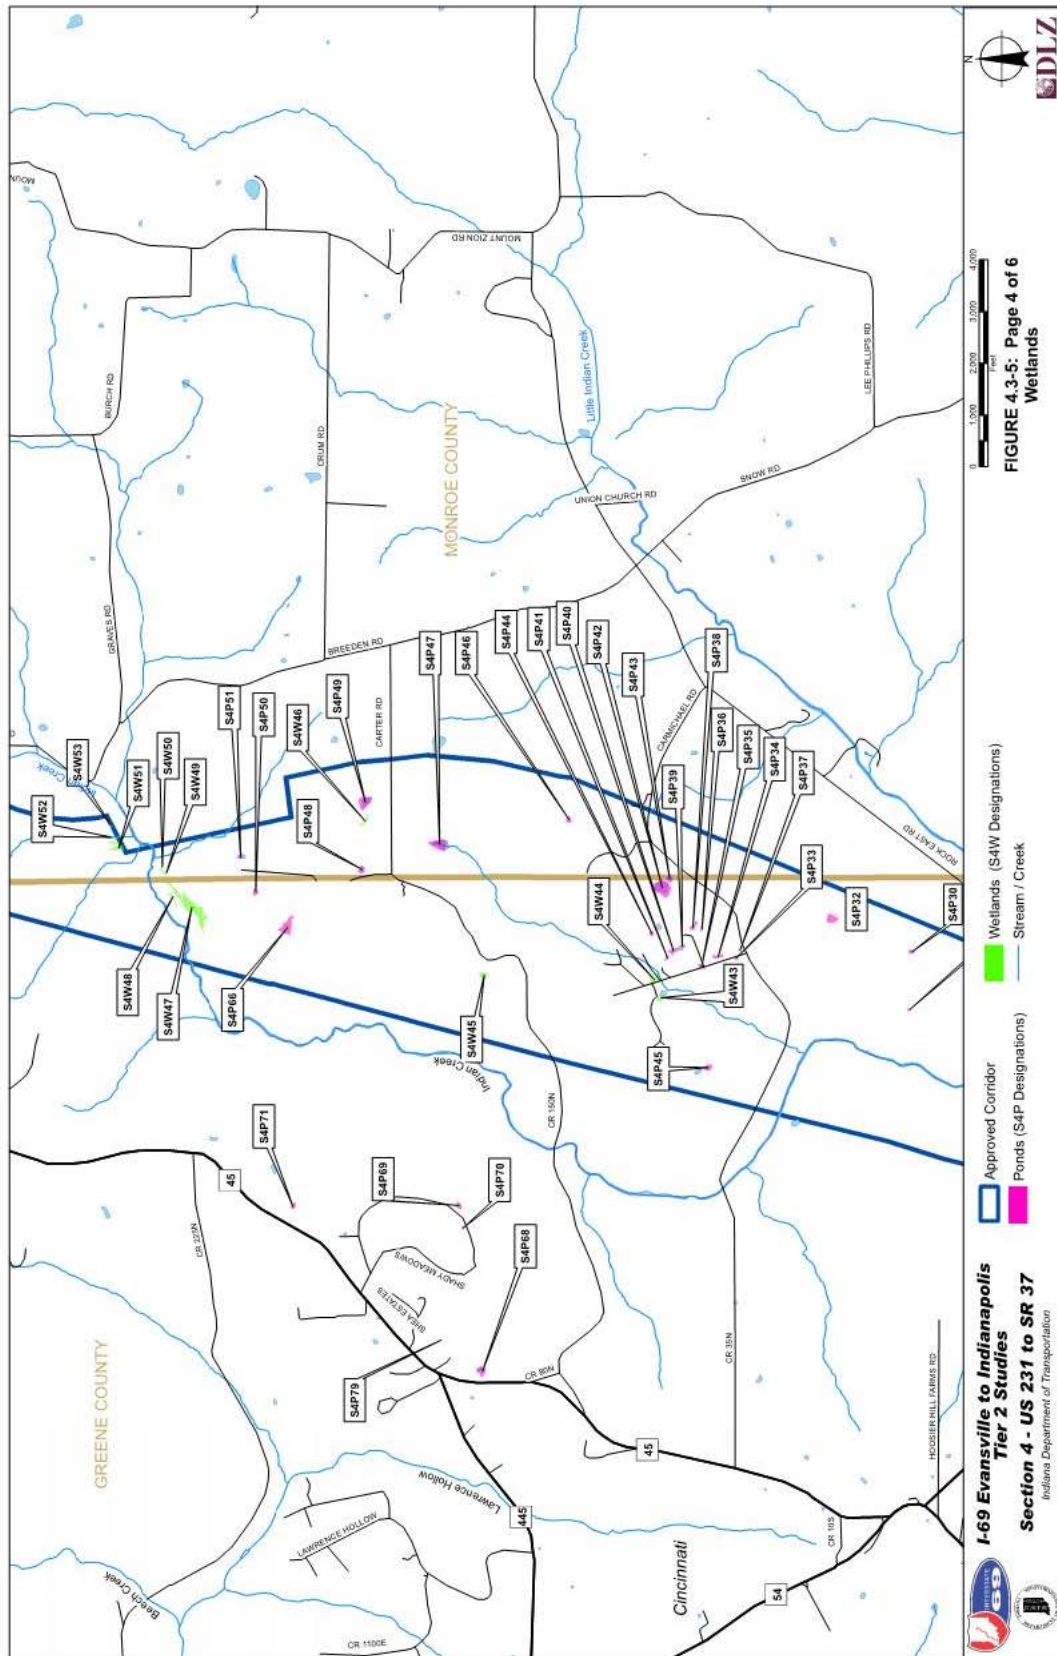 GREENE COUNTY
MONROE COUNTY
Beech Creek
LAWRENCE HOLLOW
Lawrence Hollow
CR 1100E
Cincinnati
445
54
45
45
CR 225N
CR 10S
CR 80N
CR 35N
CR 150N
HOOSIER HILL FARMS RD
SHEA ESTATES
SHADY MEADOWS
Indian Creek
S4P79
S4P68
S4P69
S4P70
S4P71
S4W48
S4W47
S4P66
S4W45
S4P45
S4W43
S4W44
S4W52
S4W53
S4W51
S4W50
S4W49
S4P51
S4P50
S4W46
S4P49
S4P48
S4P47
S4P46
S4P44
S4P41
S4P40
S4P42
S4P43
S4P39
S4P38
S4P36
S4P35
S4P34
S4P37
S4P33
S4P32
S4P30
GRAVES RD
BURCH RD
CRUM RD
BREEDEN RD
CARTER RD
CARMICHAEL RD
ROCK EAST RD
UNION CHURCH RD
SNOW RD
LEE PHILLIPS RD
MOUNT ZION RD
MOUN
Little Indian Creek
INTERSTATE
69
I-69 Evansville to Indianapolis
Tier 2 Studies
Section 4 - US 231 to SR 37
Indiana Department of Transportation
Approved Corridor
Ponds (S4P Designations)
Wetlands (S4W Designations)
Stream / Creek
0 1,000 2,000 3,000 4,000
Feet
FIGURE 4.3-5: Page 4 of 6
Wetlands
N
DLZ